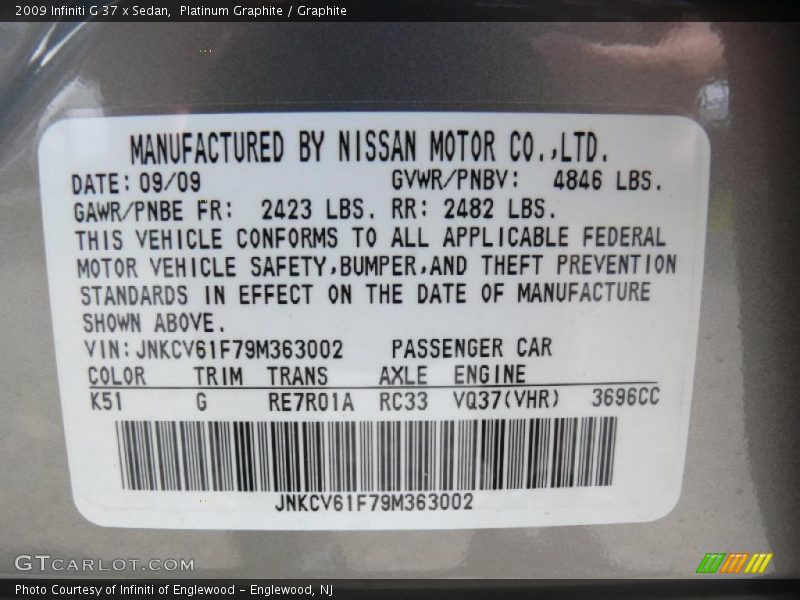 2009 Infiniti G 37 x Sedan, Platinum Graphite / Graphite
MANUFACTURED BY NISSAN MOTOR CO.,LTD.
DATE: 09/09 GVWR/PNBV: 4846 LBS.
GAWR/PNBE FR: 2423 LBS. RR: 2482 LBS.
THIS VEHICLE CONFORMS TO ALL APPLICABLE FEDERAL
MOTOR VEHICLE SAFETY,BUMPER,AND THEFT PREVENTION
STANDARDS IN EFFECT ON THE DATE OF MANUFACTURE
SHOWN ABOVE.
VIN: JNKCV61F79M363002 PASSENGER CAR
COLOR TRIM TRANS AXLE ENGINE
K51 G RE7R01A RC33 VQ37(VHR) 3696CC
JNKCV61F79M363002
GTCARLOT.COM
Photo Courtesy of Infiniti of Englewood – Englewood, NJ